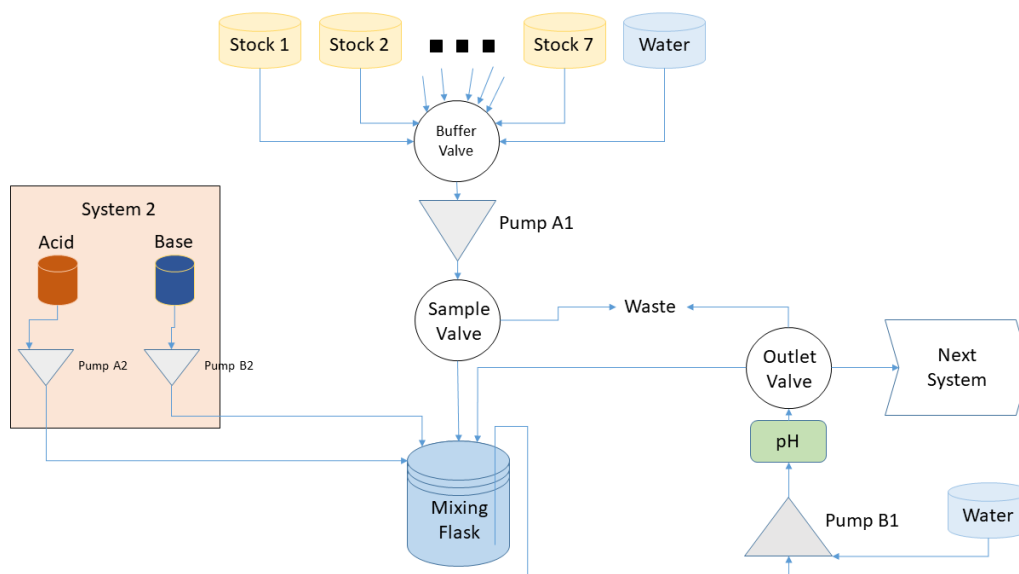 Stock 1
Stock 2
Stock 7
Water
Buffer
Valve
System 2
Pump A1
Acid
Base
Sample
Valve
Waste
Outlet
Valve
Next
System
Pump A2
Pump B2
pH
Mixing
Flask
Pump B1
Water